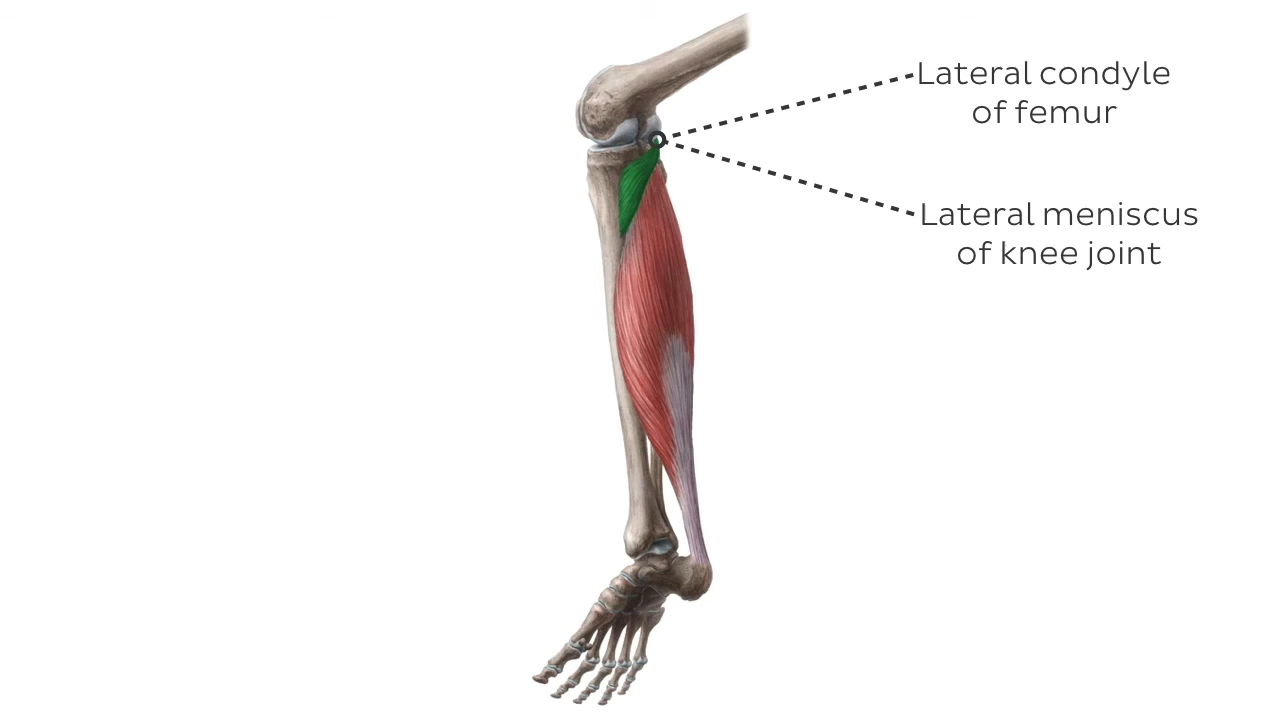 Lateral condyle
of femur
Lateral meniscus
of knee joint